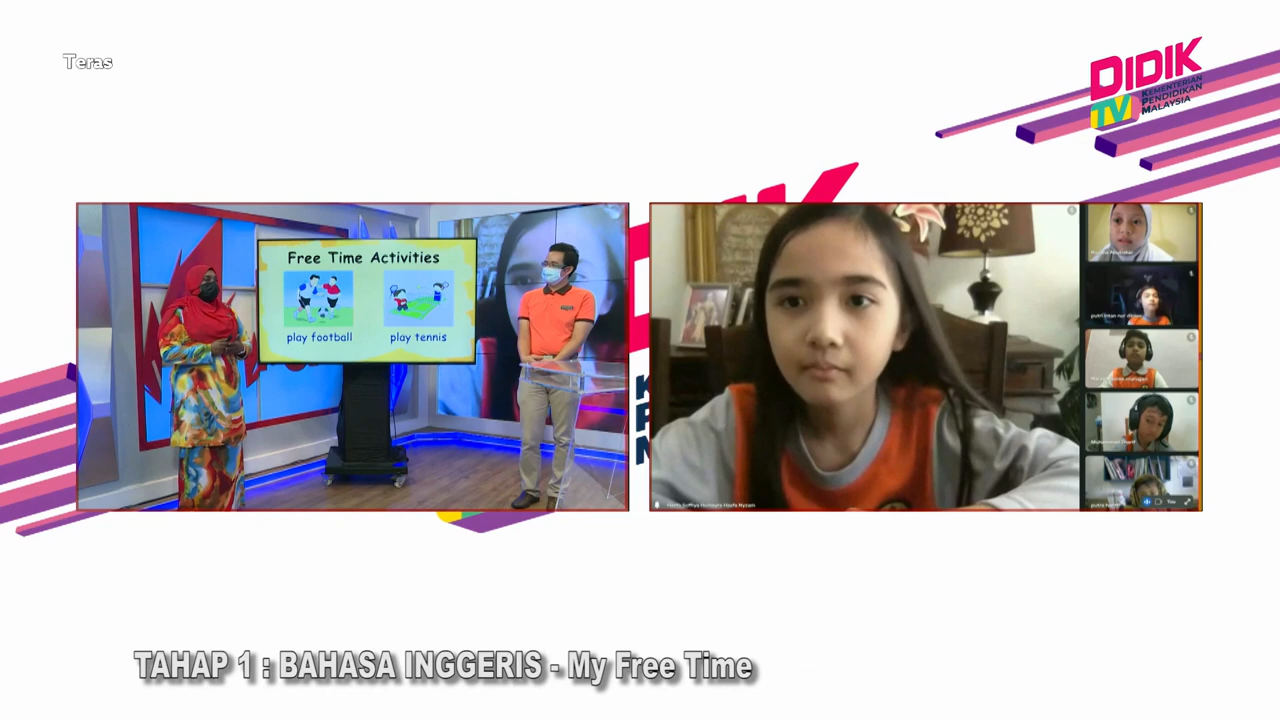 Teras
DIDIK
TV
KEMENTERIAN
PENDIDIKAN
MALAYSIA
Free Time Activities
play football
play tennis
TAHAP 1 : BAHASA INGGERIS - My Free Time